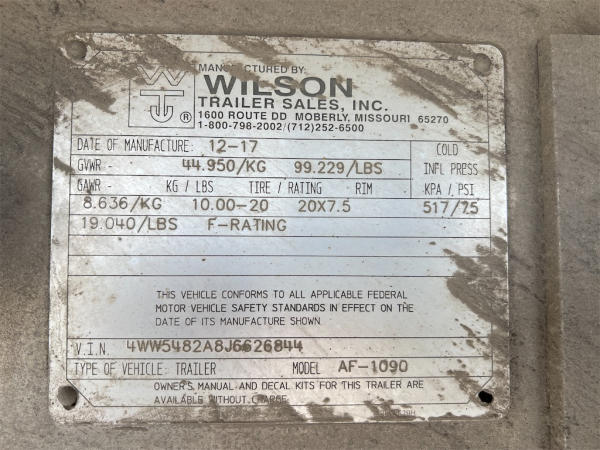 MANUFACTURED BY:
WILSON
TRAILER SALES, INC.
1600 ROUTE DD MOBERLY, MISSOURI 65270
1-800-798-2002/(712)252-6500
WT ®
DATE OF MANUFACTURE: 12-17 COLD
GVWR - 44.950/KG 99.229/LBS INFL PRESS
GAWR - KG / LBS TIRE / RATING RIM KPA / PSI
8.636/KG 10.00-20 20X7.5 517/75
19.040/LBS F-RATING
THIS VEHICLE CONFORMS TO ALL APPLICABLE FEDERAL
MOTOR VEHICLE SAFETY STANDARDS IN EFFECT ON THE
DATE OF ITS MANUFACTURE SHOWN.
V.I.N. 4WW5482A8J6626844
TYPE OF VEHICLE: TRAILER MODEL AF-1090
OWNER'S MANUAL AND DECAL KITS FOR THIS TRAILER ARE
AVAILABLE WITHOUT CHARGE